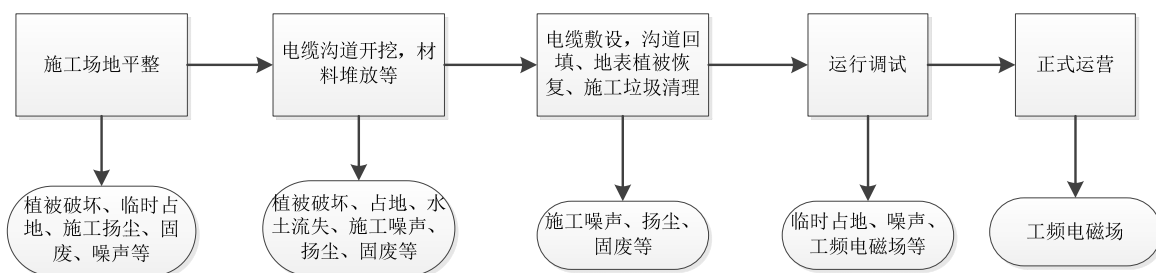 施工场地平整
电缆沟道开挖，材
料堆放等
电缆敷设，沟道回
填、地表植被恢
复、施工垃圾清理
运行调试
正式运营
植被破坏、临时占
地、施工扬尘、固
废、噪声等
植被破坏、占地、水
土流失、施工噪声、
扬尘、固废等
施工噪声、扬尘、
固废等
临时占地、噪声、
工频电磁场等
工频电磁场